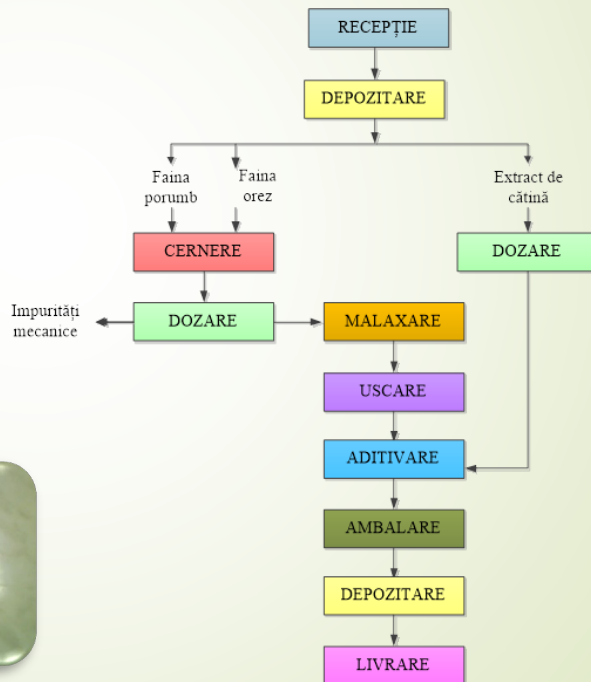 RECEPȚIE
DEPOZITARE
Faina
porumb
Faina
orez
Extract de
cătină
CERNERE
DOZARE
Impurități
mecanice
DOZARE
MALAXARE
USCARE
ADITIVARE
AMBALARE
DEPOZITARE
LIVRARE